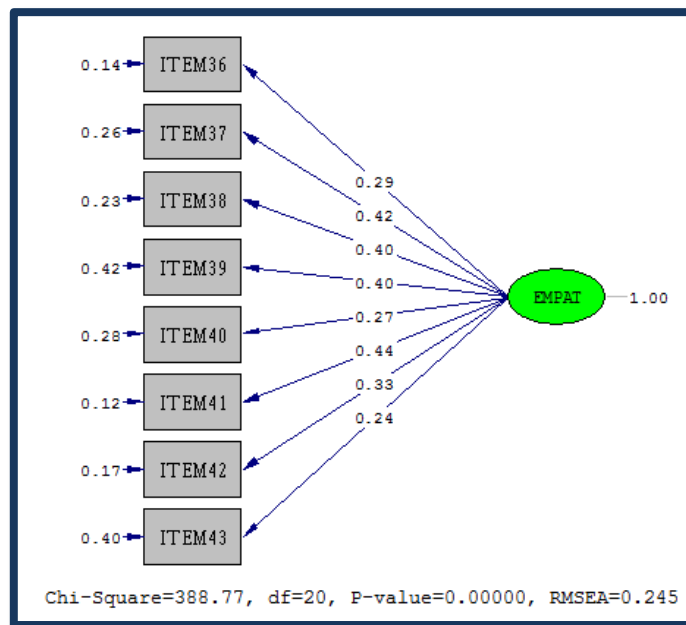 0.14 ITEM36
0.29
0.26 ITEM37
0.42
0.23 ITEM38
0.40
0.42 ITEM39
0.40
EMPAT 1.00
0.28 ITEM40
0.27
0.12 ITEM41
0.44
0.17 ITEM42
0.33
0.40 ITEM43
0.24
Chi-Square=388.77, df=20, P-value=0.00000, RMSEA=0.245